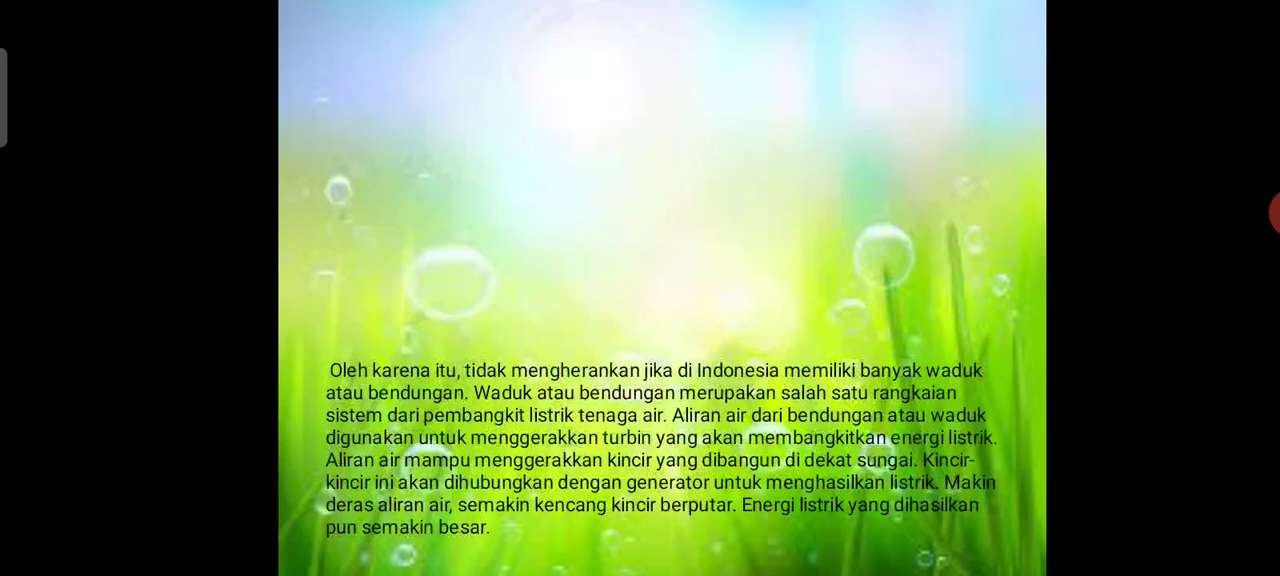 Oleh karena itu, tidak mengherankan jika di Indonesia memiliki banyak waduk
atau bendungan. Waduk atau bendungan merupakan salah satu rangkaian
sistem dari pembangkit listrik tenaga air. Aliran air dari bendungan atau waduk
digunakan untuk menggerakkan turbin yang akan membangkitkan energi listrik.
Aliran air mampu menggerakkan kincir yang dibangun di dekat sungai. Kincir-
kincir ini akan dihubungkan dengan generator untuk menghasilkan listrik. Makin
deras aliran air, semakin kencang kincir berputar. Energi listrik yang dihasilkan
pun semakin besar.